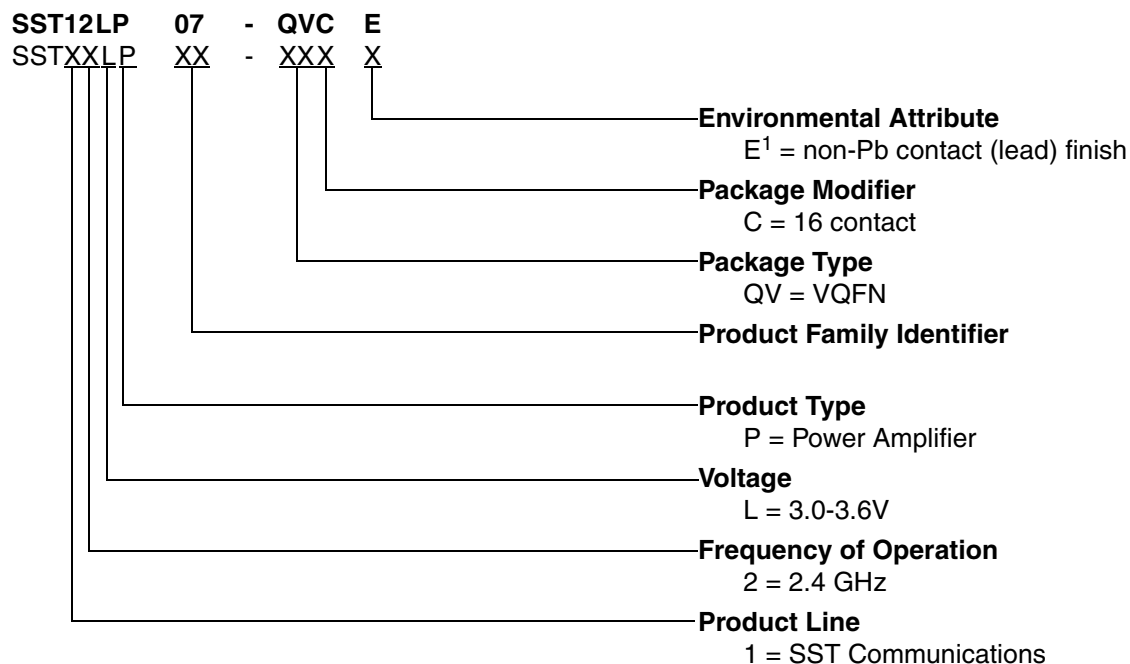 SST12LP 07 - QVC E
SSTXXLP XX - XXX X
Environmental Attribute
E1 = non-Pb contact (lead) finish
Package Modifier
C = 16 contact
Package Type
QV = VQFN
Product Family Identifier
Product Type
P = Power Amplifier
Voltage
L = 3.0-3.6V
Frequency of Operation
2 = 2.4 GHz
Product Line
1 = SST Communications